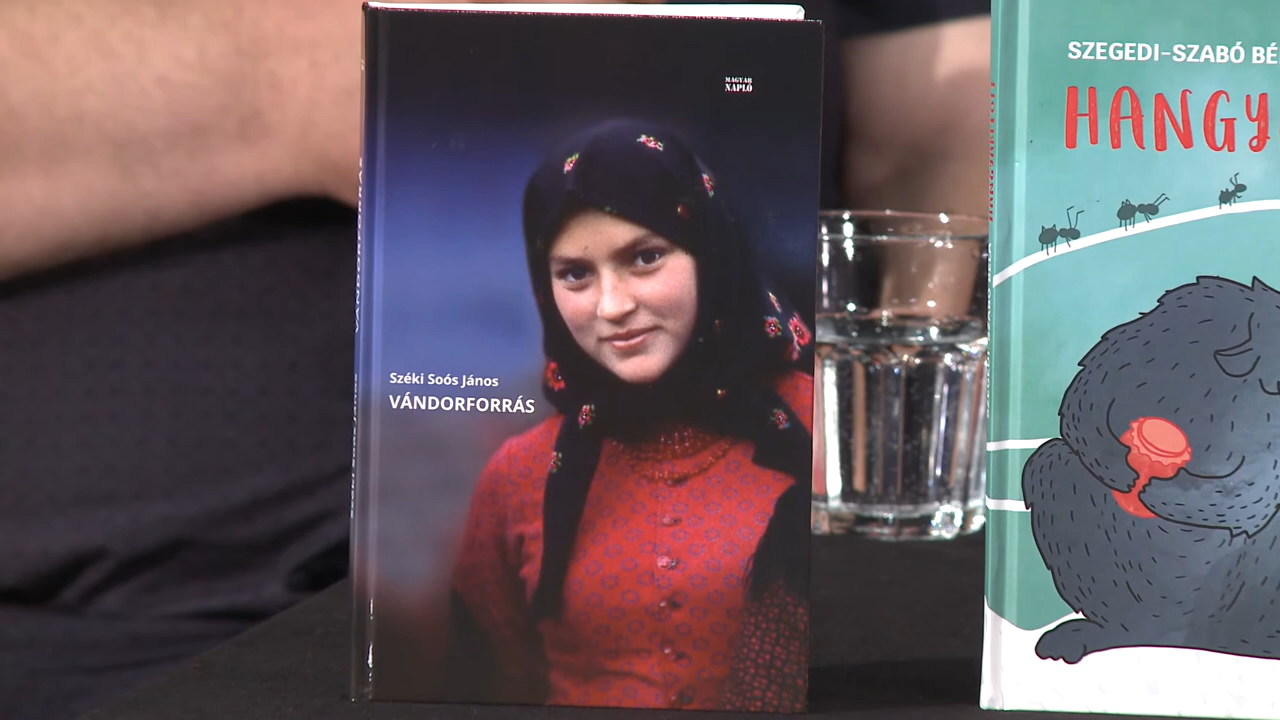 MAGYAR
NAPLÓ
Széki Soós János
VÁNDORFORRÁS
SZEGEDI-SZABÓ BÉ
HANGY